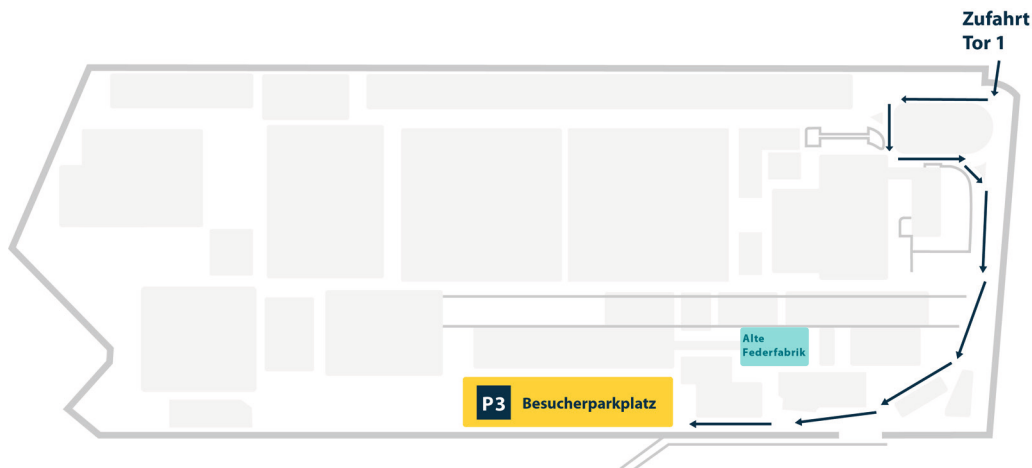 Zufahrt
Tor 1
Alte
Federfabrik
P3 Besucherparkplatz